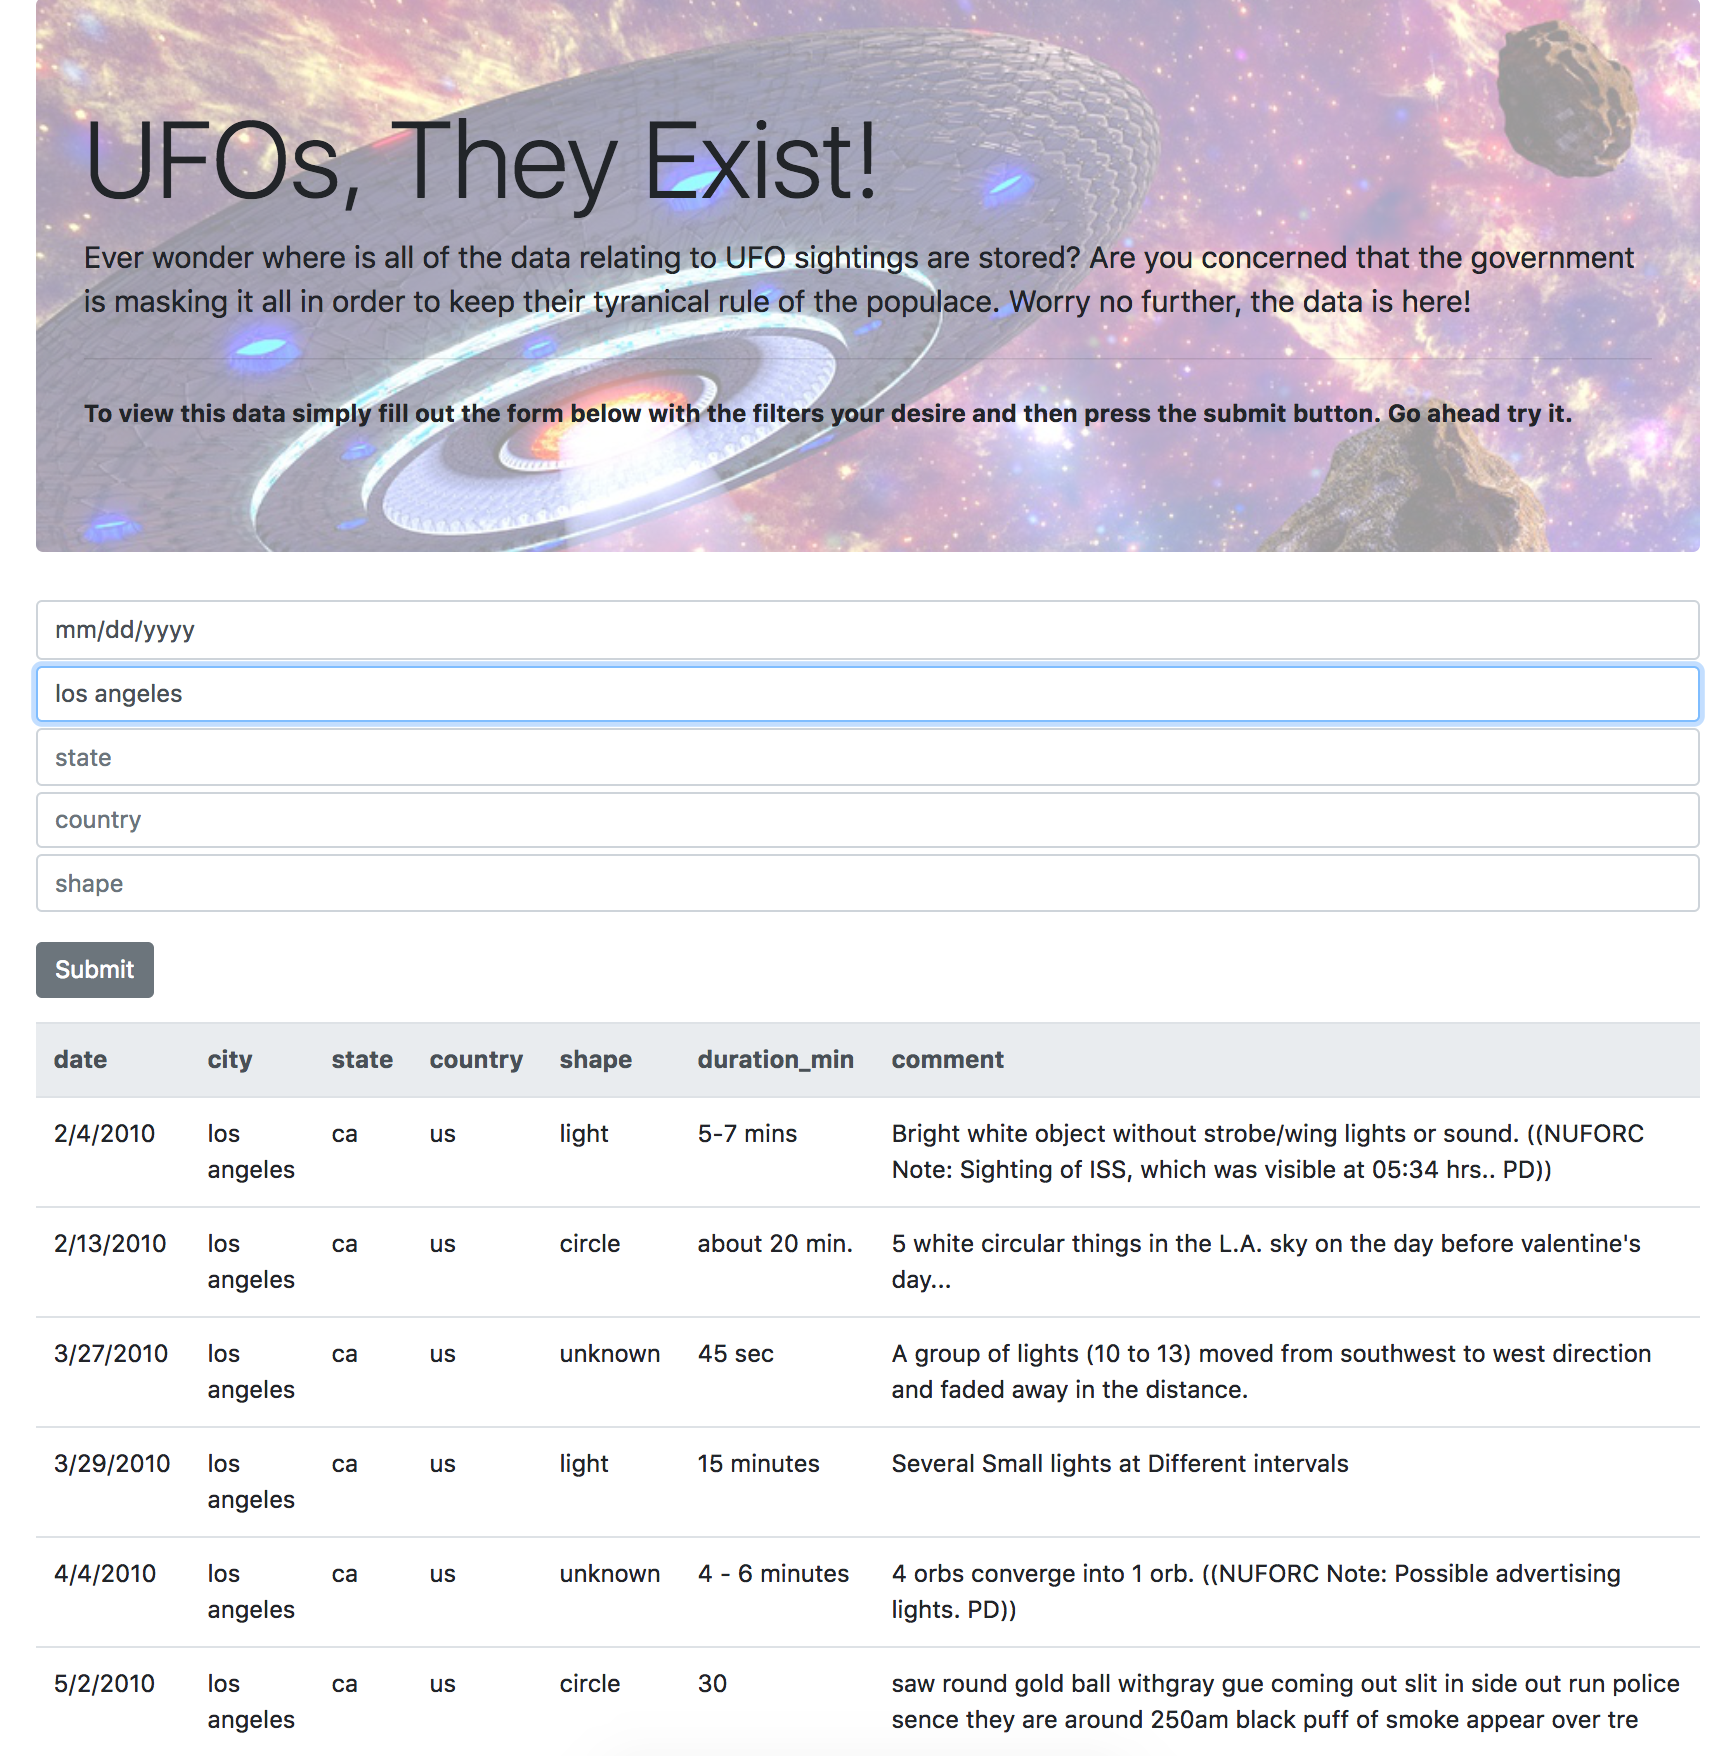 UFOs, They Exist!
Ever wonder where is all of the data relating to UFO sightings are stored? Are you concerned that the government
is masking it all in order to keep their tyranical rule of the populace. Worry no further, the data is here!
To view this data simply fill out the form below with the filters your desire and then press the submit button. Go ahead try it.
mm/dd/yyyy
los angeles
state
country
shape
Submit
date city state country shape duration_min comment
2/4/2010 los ca us light 5-7 mins Bright white object without strobe/wing lights or sound. ((NUFORC
angeles Note: Sighting of ISS, which was visible at 05:34 hrs.. PD))
2/13/2010 los ca us circle about 20 min. 5 white circular things in the L.A. sky on the day before valentine's
angeles day...
3/27/2010 los ca us unknown 45 sec A group of lights (10 to 13) moved from southwest to west direction
angeles and faded away in the distance.
3/29/2010 los ca us light 15 minutes Several Small lights at Different intervals
angeles
4/4/2010 los ca us unknown 4 - 6 minutes 4 orbs converge into 1 orb. ((NUFORC Note: Possible advertising
angeles lights. PD))
5/2/2010 los ca us circle 30 saw round gold ball withgray gue coming out slit in side out run police
angeles sence they are around 250am black puff of smoke appear over tre